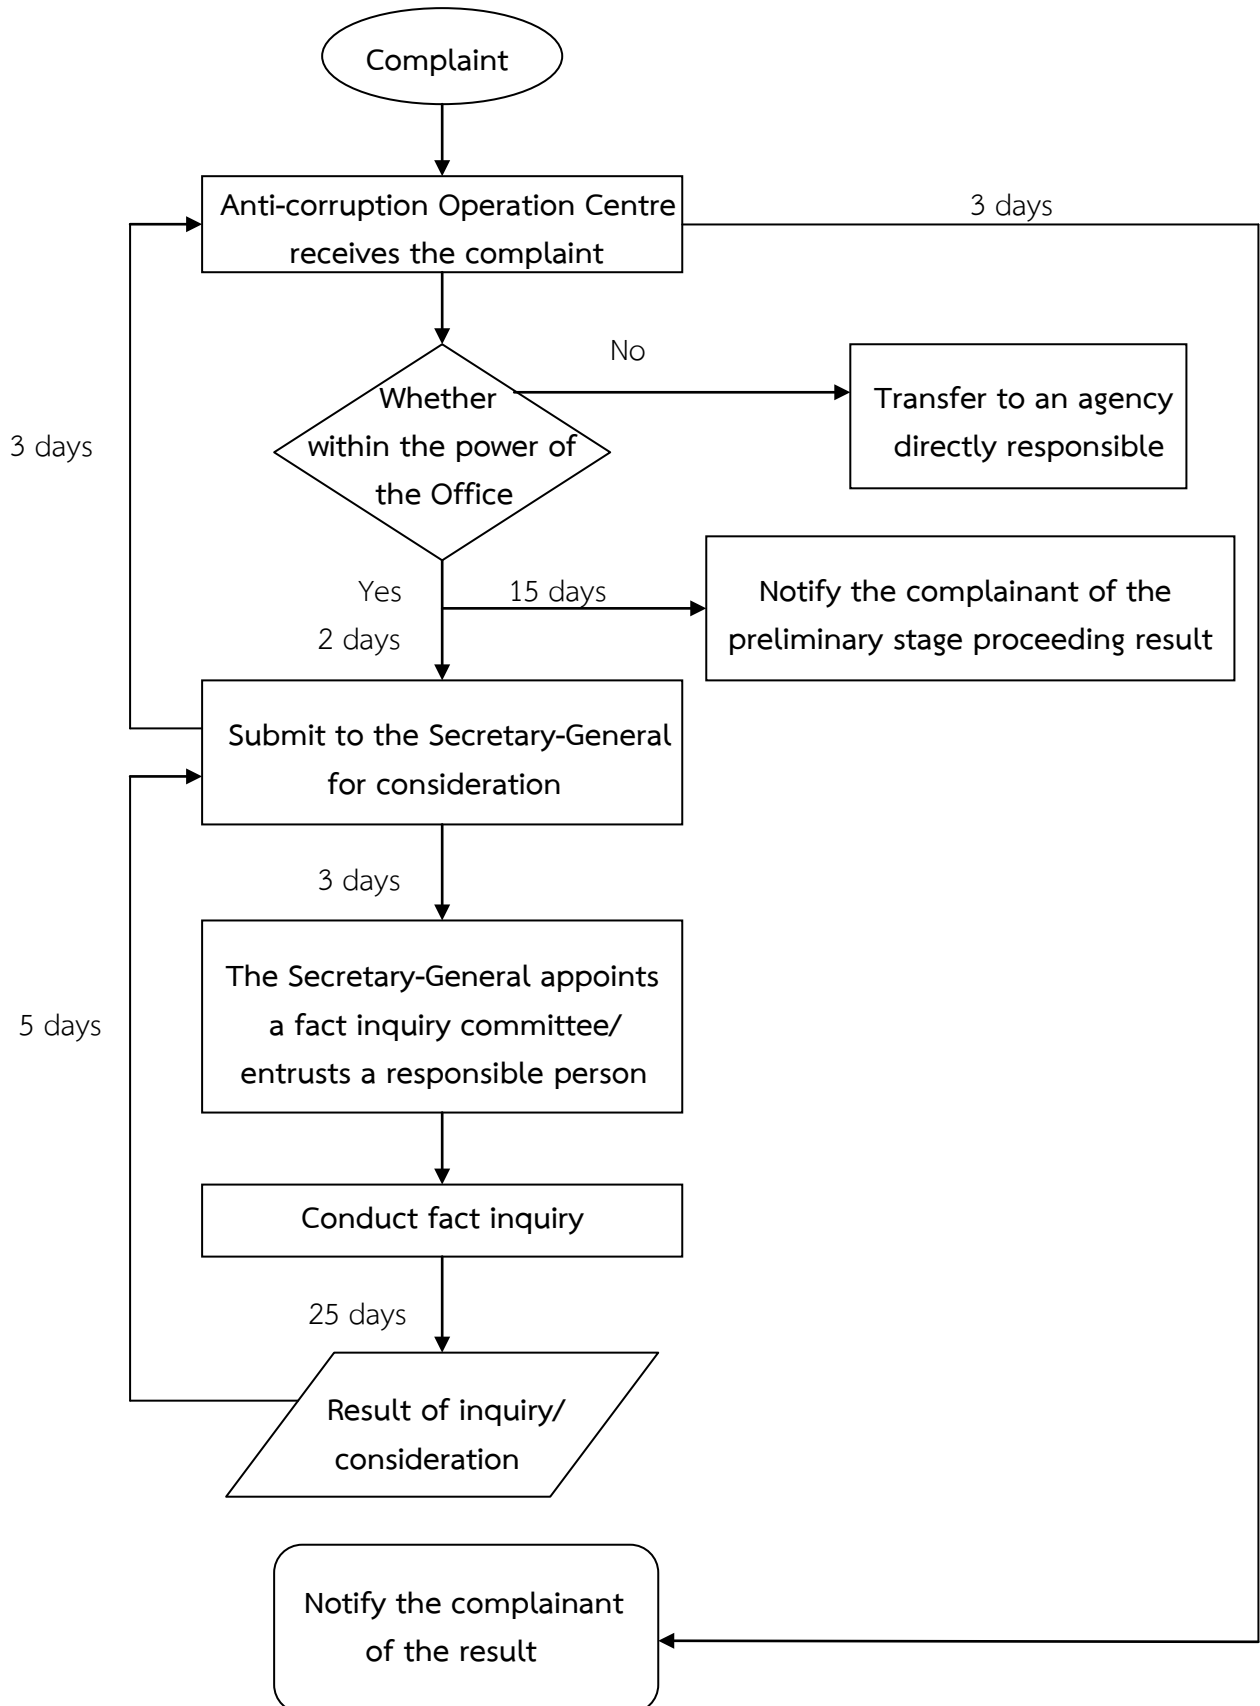 Complaint
Anti-corruption Operation Centre
receives the complaint
3 days
No
Whether
within the power of
the Office
Transfer to an agency
directly responsible
3 days
Yes
15 days
2 days
Notify the complainant of the
preliminary stage proceeding result
Submit to the Secretary-General
for consideration
3 days
The Secretary-General appoints
a fact inquiry committee/
entrusts a responsible person
5 days
Conduct fact inquiry
25 days
Result of inquiry/
consideration
Notify the complainant
of the result